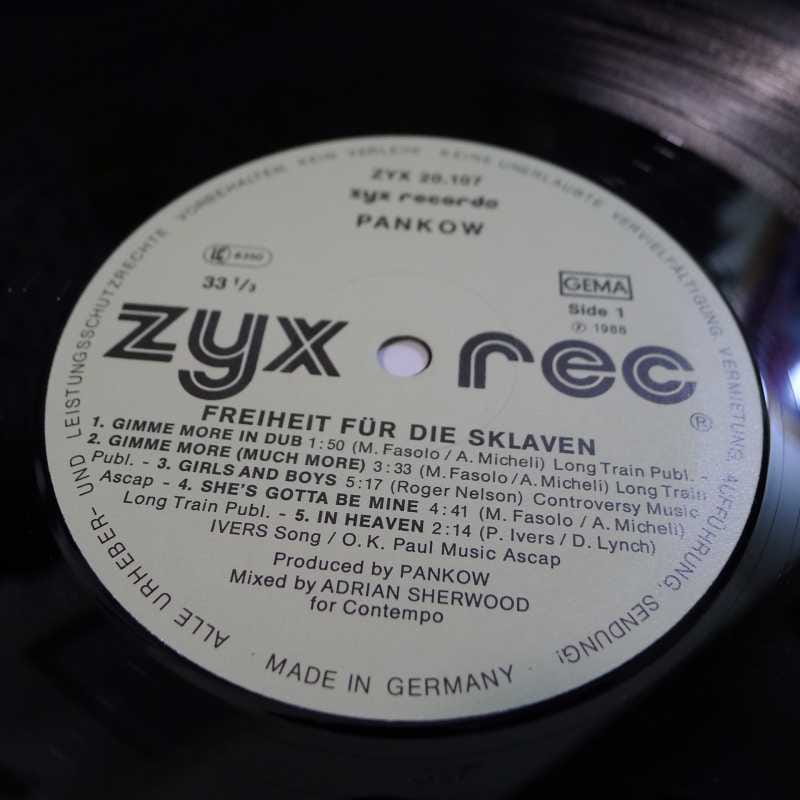 ZYX 20.107
zyx records
PANKOW
LC 6350
33 1/3
GEMA
Side 1
℗ 1988
zyx rec ®
FREIHEIT FÜR DIE SKLAVEN
1. GIMME MORE IN DUB 1:50 (M. Fasolo / A. Micheli) Long Train Publ. -
2. GIMME MORE (MUCH MORE) 3:33 (M. Fasolo / A. Micheli) Long Train
Publ. - 3. GIRLS AND BOYS 5:17 (Roger Nelson) Controversy Music
Ascap - 4. SHE'S GOTTA BE MINE 4:41 (M. Fasolo / A. Micheli)
Long Train Publ. - 5. IN HEAVEN 2:14 (P. Ivers / D. Lynch)
IVERS Song / O. K. Paul Music Ascap
Produced by PANKOW
Mixed by ADRIAN SHERWOOD
for Contempo
ALLE URHEBER- UND LEISTUNGSSCHUTZRECHTE VORBEHALTEN. KEIN VERLEIH. KEINE UNERLAUBTE VERVIELFÄLTIGUNG, VERMIETUNG, AUFFÜHRUNG, SENDUNG!
MADE IN GERMANY